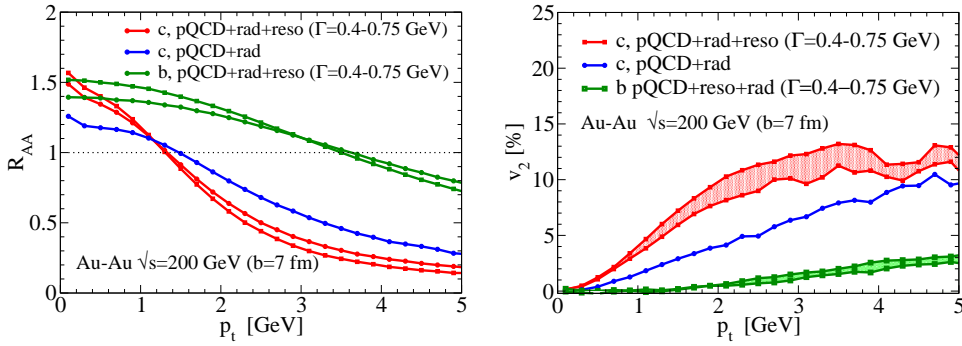 c, pQCD+rad+reso (Γ=0.4-0.75 GeV)
c, pQCD+rad
b, pQCD+rad+reso (Γ=0.4-0.75 GeV)
2
1.5
1
0.5
0
R_AA
Au-Au √s=200 GeV (b=7 fm)
0 1 2 3 4 5
p_t [GeV]
c, pQCD+rad+reso (Γ=0.4-0.75 GeV)
c, pQCD+rad
b pQCD+reso+rad (Γ=0.4-0.75 GeV)
Au-Au √s=200 GeV (b=7 fm)
25
20
15
10
5
0
v_2 [%]
0 1 2 3 4 5
p_t [GeV]